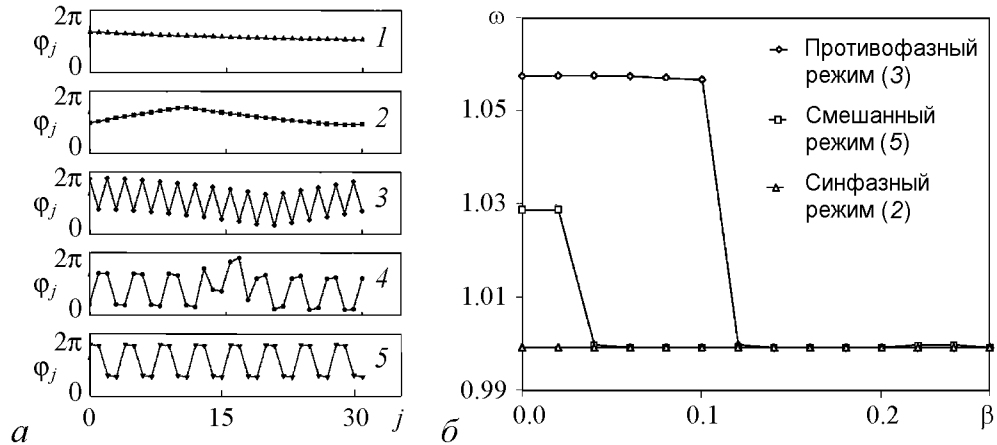 2π
φj
0
1
2π
φj
0
2
2π
φj
0
3
2π
φj
0
4
2π
φj
0
5
0 15 30 j
а
ω
1.05
1.03
1.01
0.99
0.0 0.1 0.2 β
Противофазный
режим (3)
Смешанный
режим (5)
Синфазный
режим (2)
б